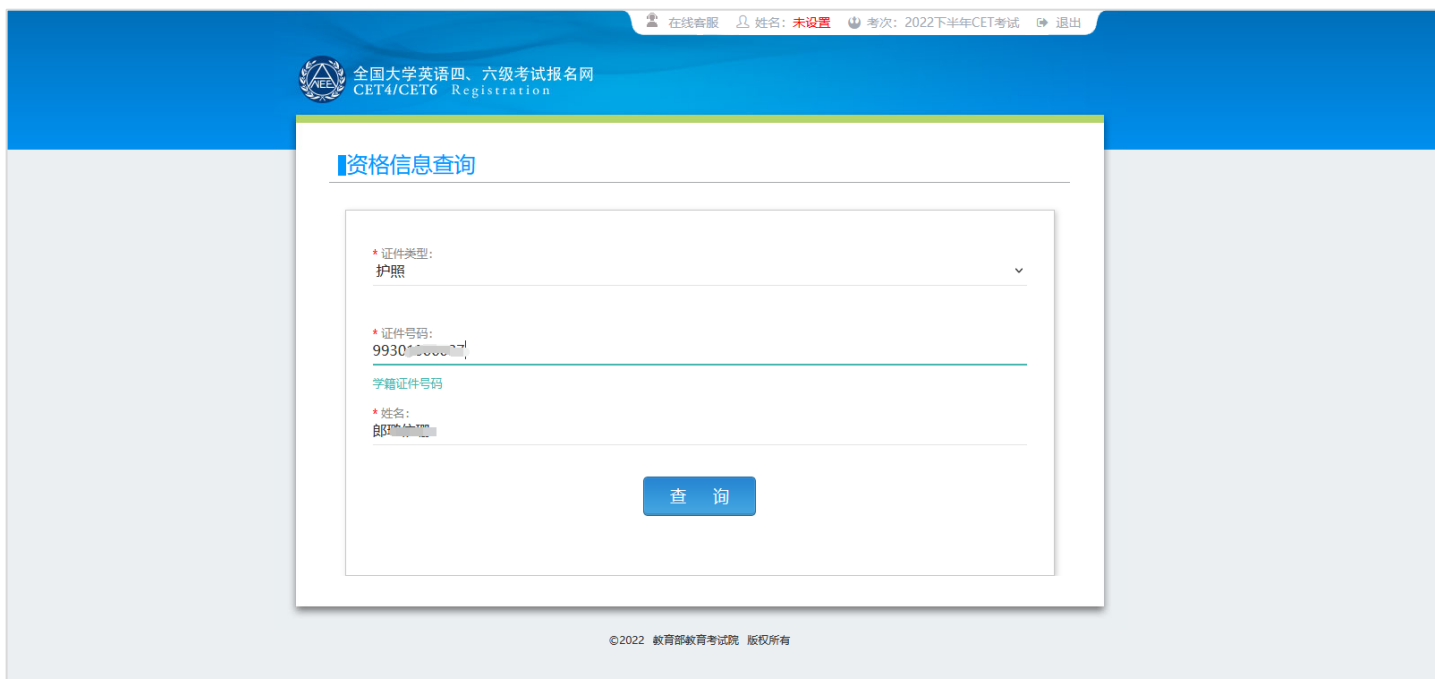 在线客服 姓名：未设置 考次：2022下半年CET考试 退出
NEE
全国大学英语四、六级考试报名网
CET4/CET6 Registration
资格信息查询
* 证件类型：
护照
* 证件号码：
9930
学籍证件号码
* 姓名：
郎
查 询
©2022 教育部教育考试院 版权所有